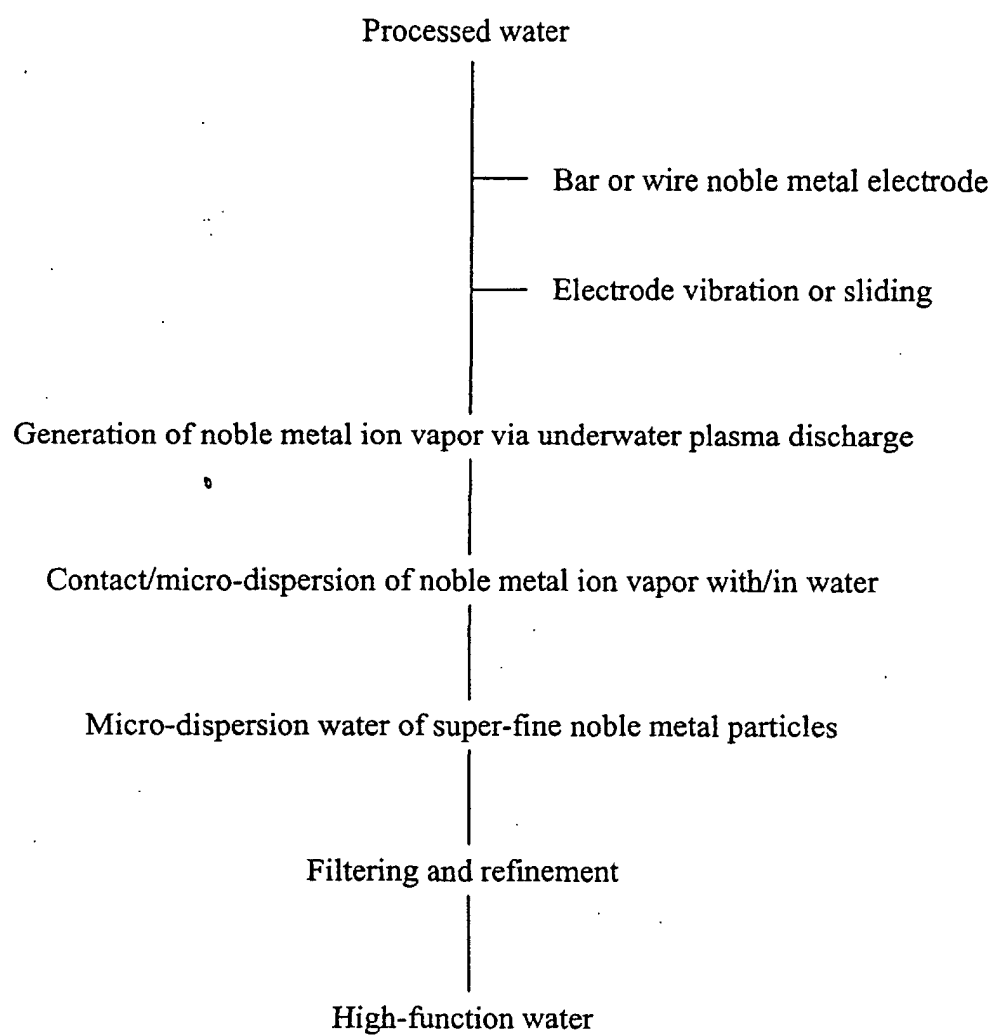 Processed water
Bar or wire noble metal electrode
Electrode vibration or sliding
Generation of noble metal ion vapor via underwater plasma discharge
Contact/micro-dispersion of noble metal ion vapor with/in water
Micro-dispersion water of super-fine noble metal particles
Filtering and refinement
High-function water